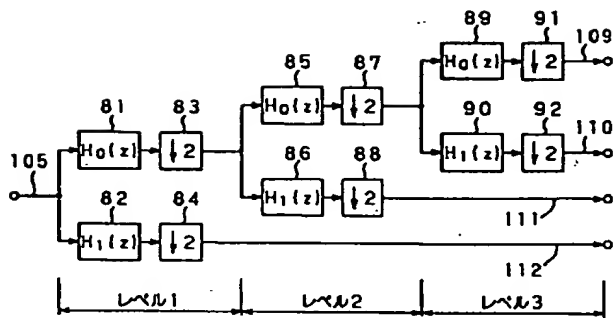 89 91 109
85 87 H₀(z) ↓2
81 83 H₀(z) ↓2 90 92 110
105 H₀(z) ↓2 86 88 H₁(z) ↓2
82 84 H₁(z) ↓2 111
H₁(z) ↓2 112
レベル1 レベル2 レベル3